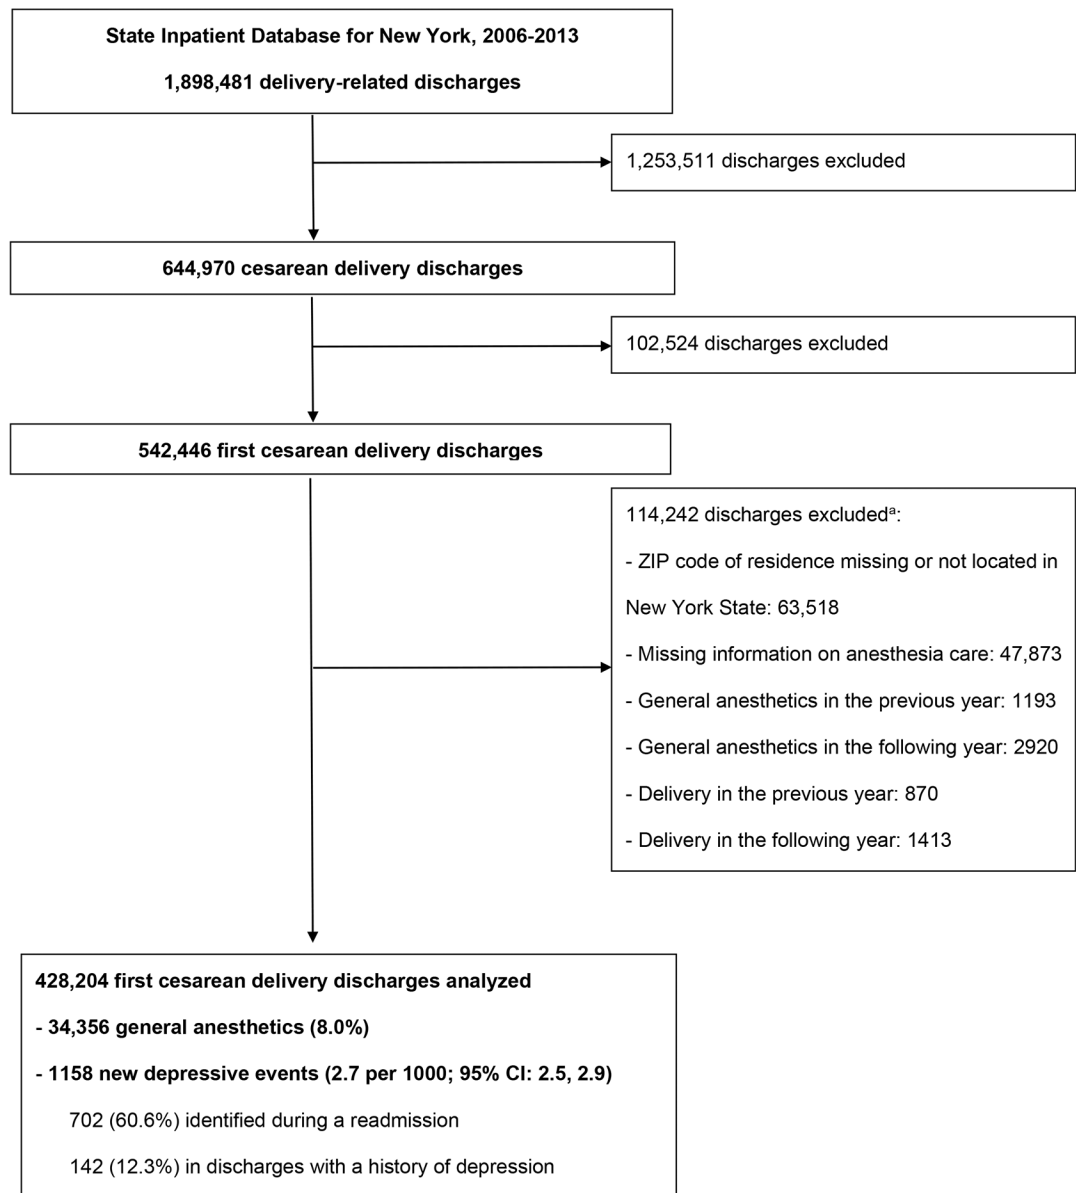 State Inpatient Database for New York, 2006-2013
1,898,481 delivery-related discharges
1,253,511 discharges excluded
644,970 cesarean delivery discharges
102,524 discharges excluded
542,446 first cesarean delivery discharges
114,242 discharges excludedᵃ:
- ZIP code of residence missing or not located in
New York State: 63,518
- Missing information on anesthesia care: 47,873
- General anesthetics in the previous year: 1193
- General anesthetics in the following year: 2920
- Delivery in the previous year: 870
- Delivery in the following year: 1413
428,204 first cesarean delivery discharges analyzed
- 34,356 general anesthetics (8.0%)
- 1158 new depressive events (2.7 per 1000; 95% CI: 2.5, 2.9)
702 (60.6%) identified during a readmission
142 (12.3%) in discharges with a history of depression